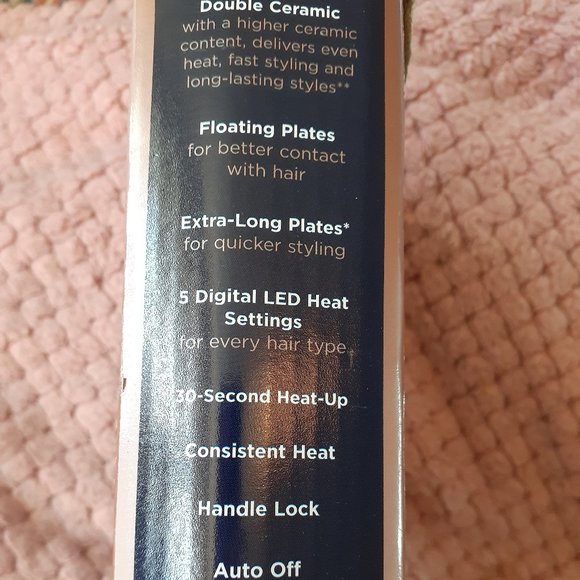 Double Ceramic
with a higher ceramic
content, delivers even
heat, fast styling and
long-lasting styles**
Floating Plates
for better contact
with hair
Extra-Long Plates*
for quicker styling
5 Digital LED Heat
Settings
for every hair type
30-Second Heat-Up
Consistent Heat
Handle Lock
Auto Off